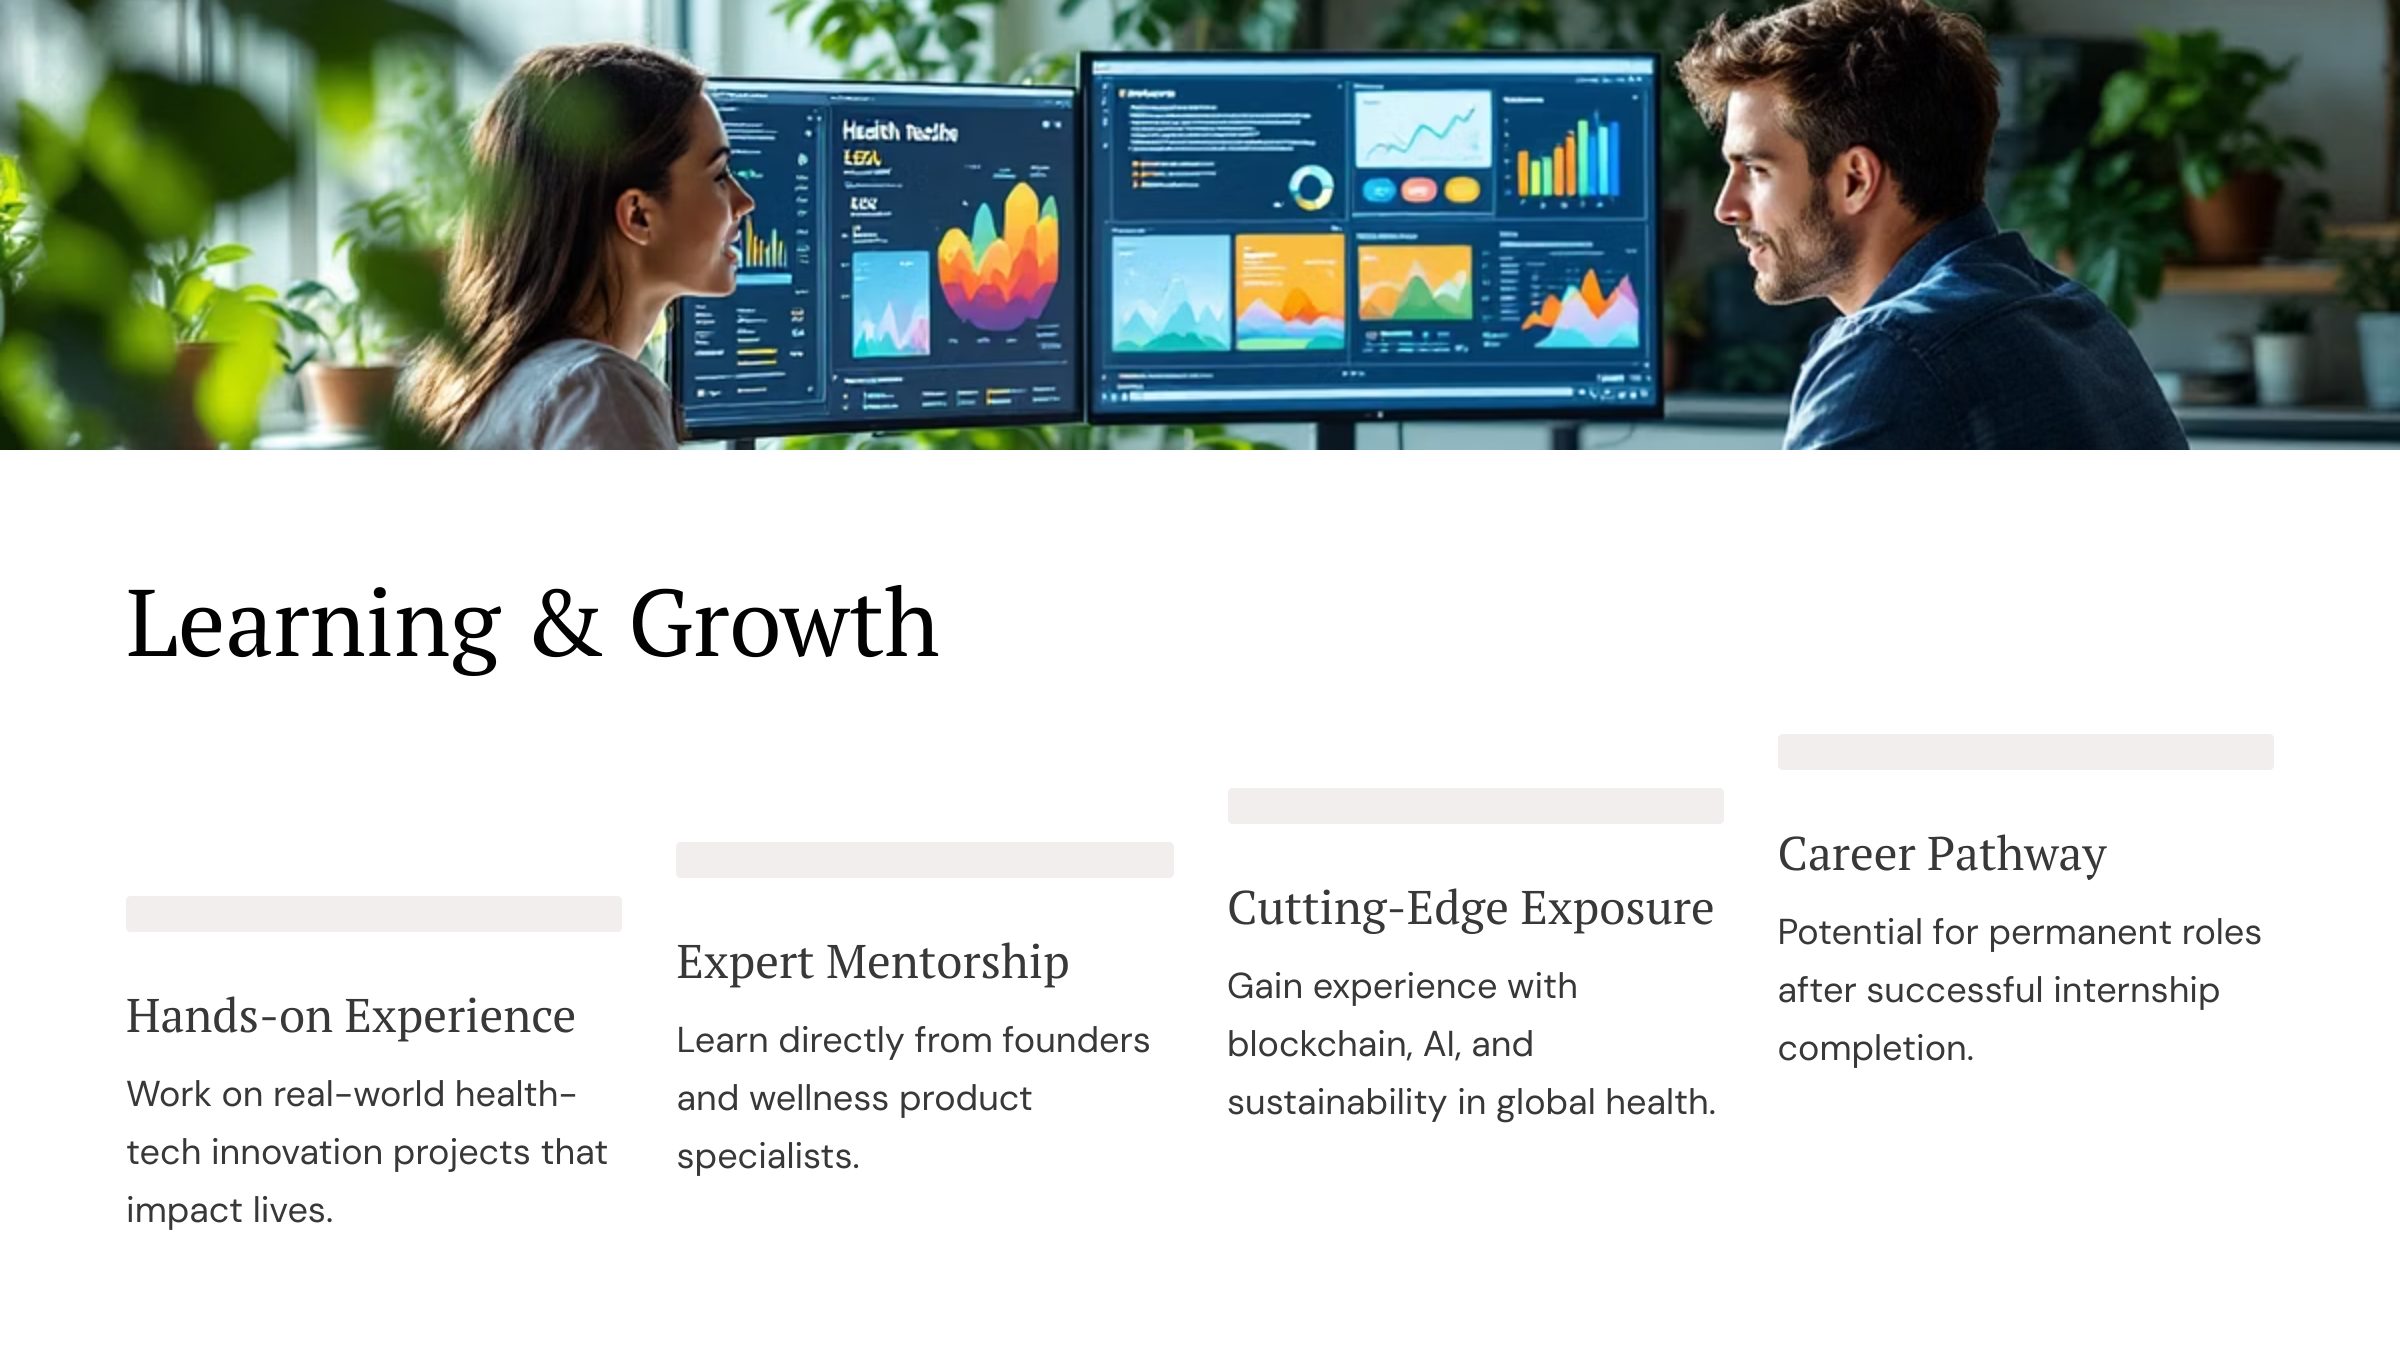 Health
Learning & Growth
Hands-on Experience
Work on real-world health-
tech innovation projects that
impact lives.
Expert Mentorship
Learn directly from founders
and wellness product
specialists.
Cutting-Edge Exposure
Gain experience with
blockchain, AI, and
sustainability in global health.
Career Pathway
Potential for permanent roles
after successful internship
completion.